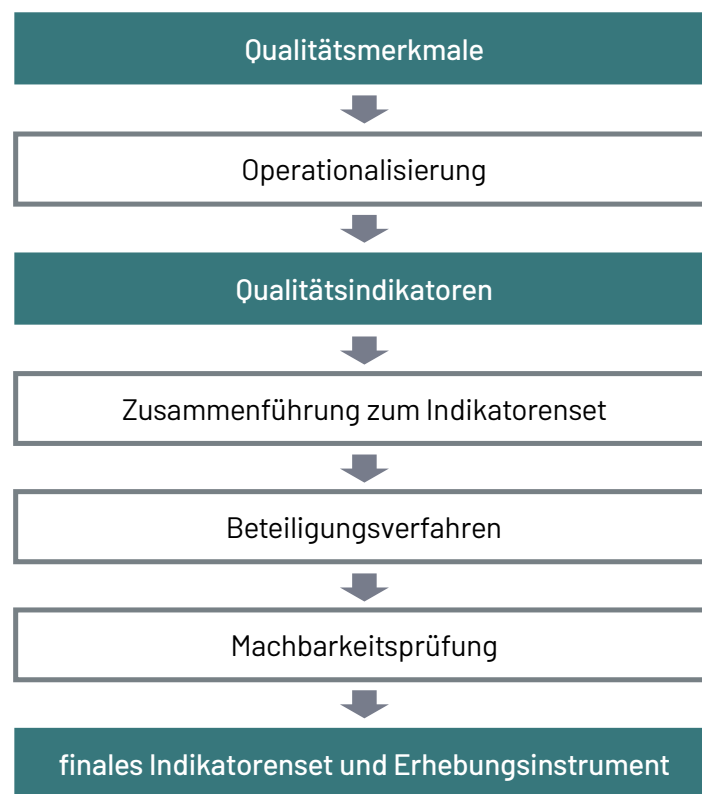 Qualitätsmerkmale
Operationalisierung
Qualitätsindikatoren
Zusammenführung zum Indikatorenset
Beteiligungsverfahren
Machbarkeitsprüfung
finales Indikatorenset und Erhebungsinstrument